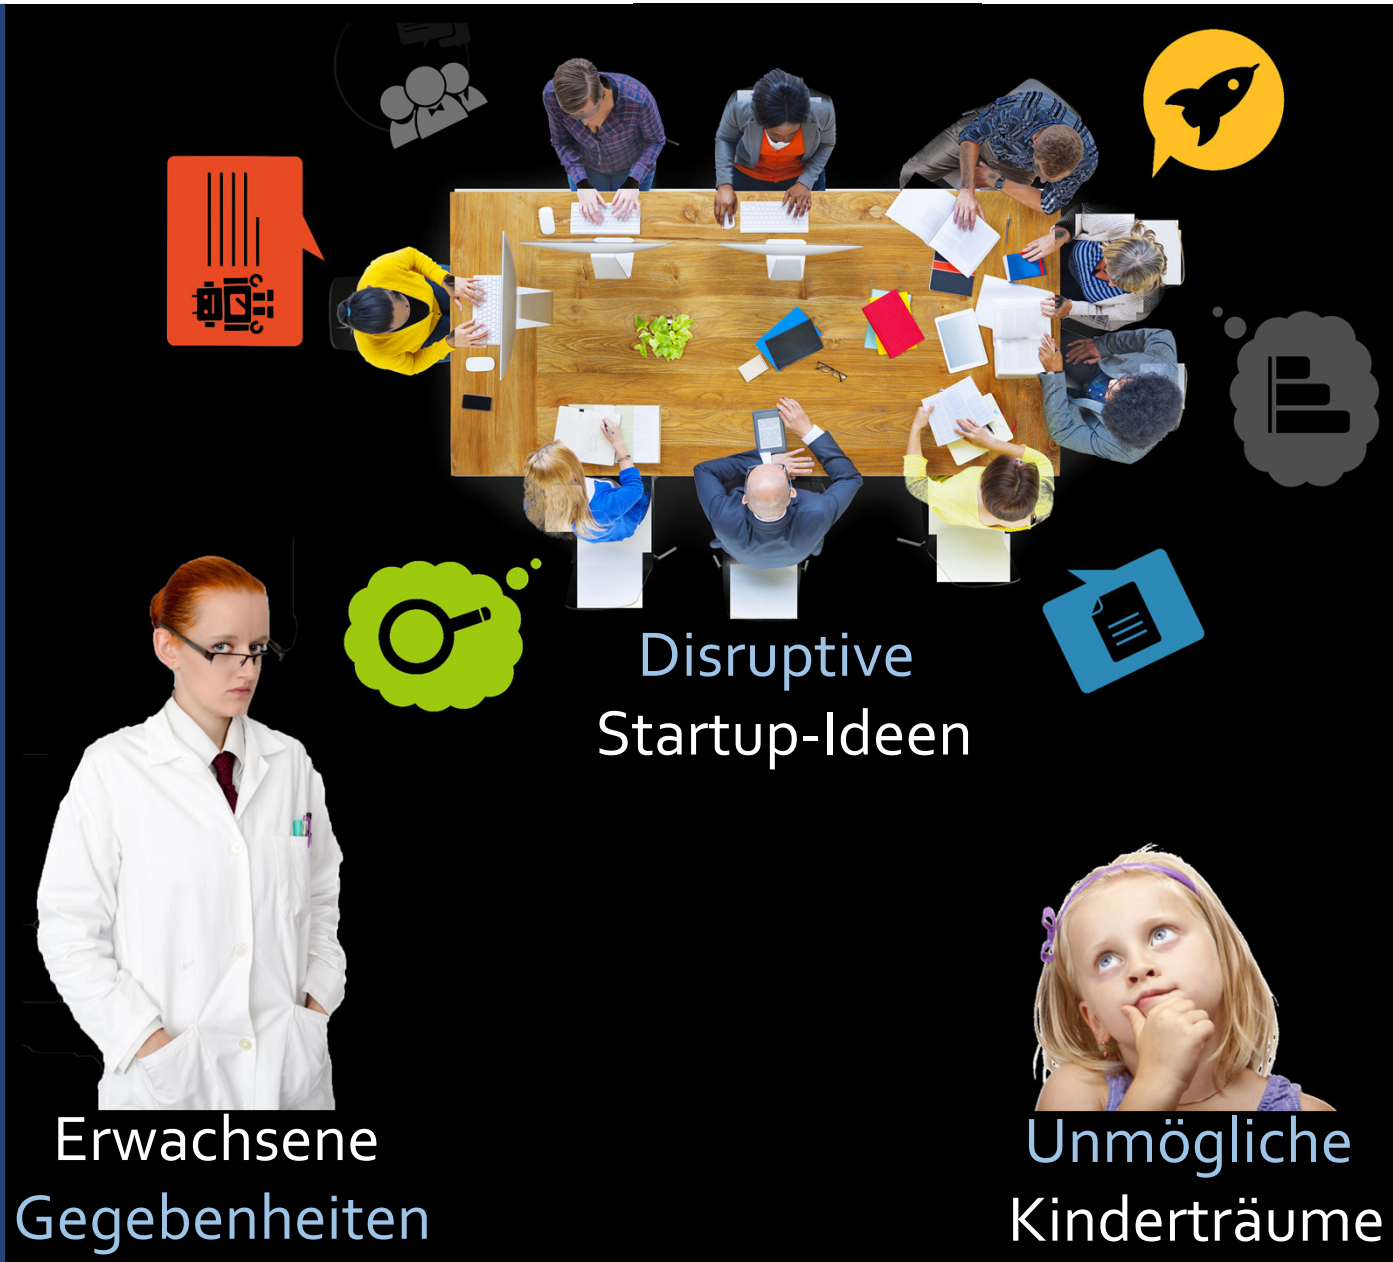 Disruptive
Startup-Ideen
Erwachsene
Gegebenheiten
Unmögliche
Kinderträume